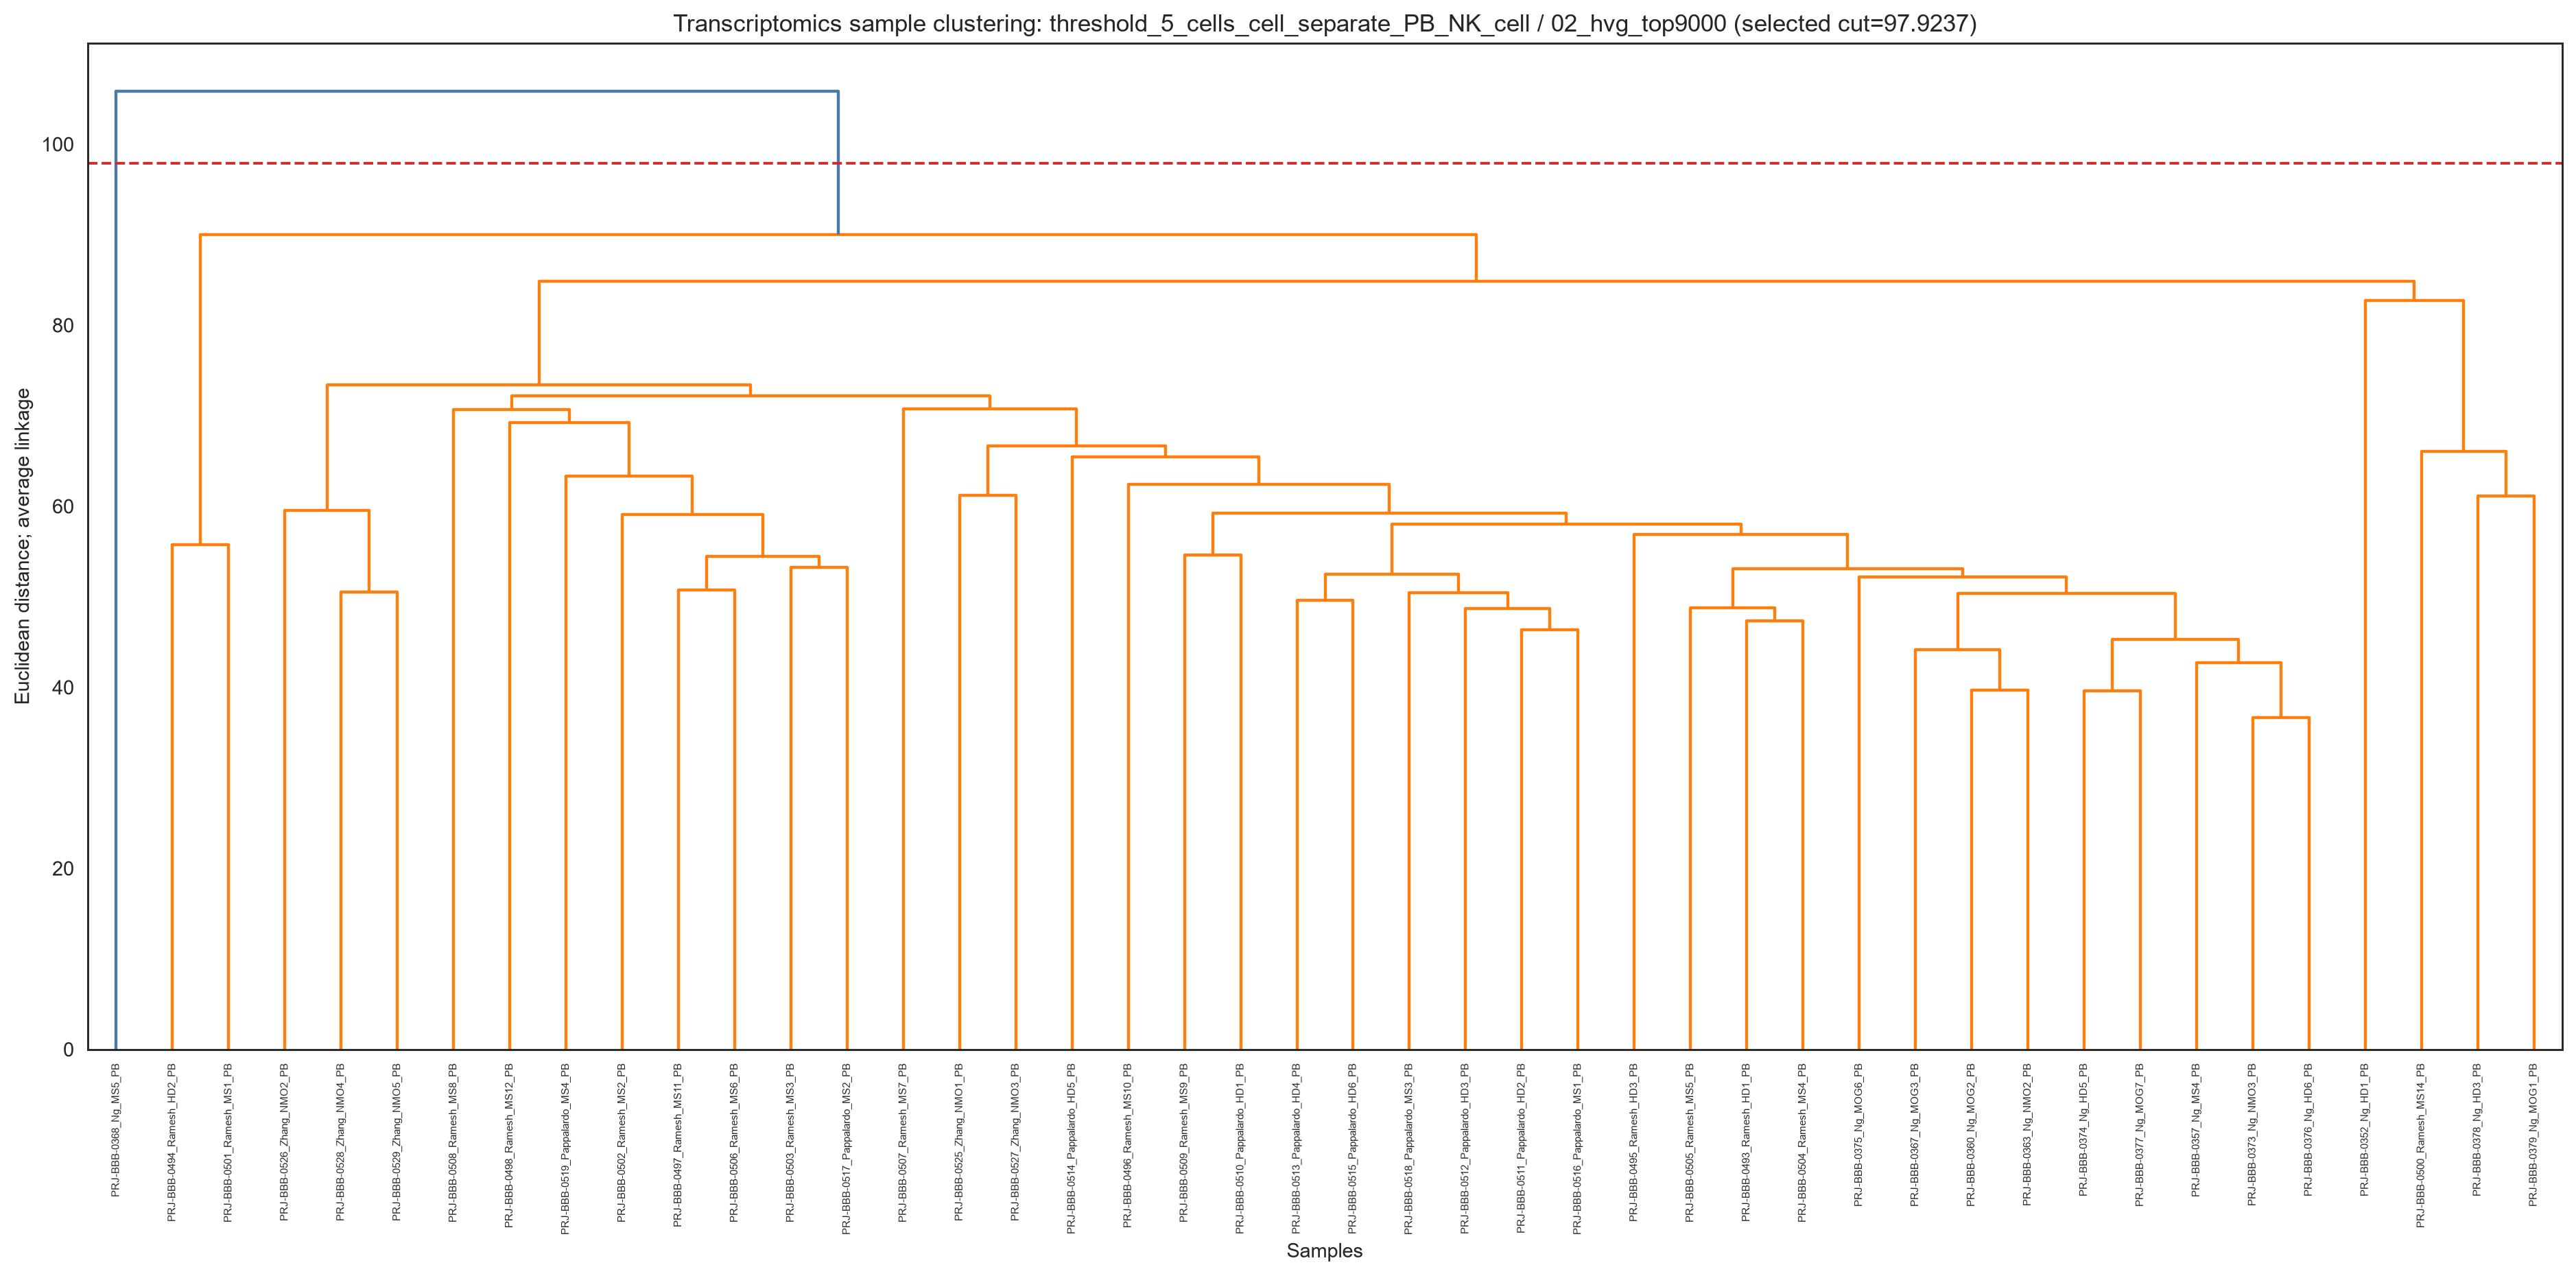 Transcriptomics sample clustering: threshold_5_cells_cell_separate_PB_NK_cell / 02_hvg_top9000 (selected cut=97.9237)
Euclidean distance; average linkage
100
80
60
40
20
0
PRJ-BBB-0368_Ng_MS5_PB
PRJ-BBB-0494_Ramesh_HD2_PB
PRJ-BBB-0501_Ramesh_MS1_PB
PRJ-BBB-0526_Zhang_NMO2_PB
PRJ-BBB-0528_Zhang_NMO4_PB
PRJ-BBB-0529_Zhang_NMO5_PB
PRJ-BBB-0508_Ramesh_MS8_PB
PRJ-BBB-0498_Ramesh_MS12_PB
PRJ-BBB-0519_Pappalardo_MS4_PB
PRJ-BBB-0502_Ramesh_MS2_PB
PRJ-BBB-0497_Ramesh_MS11_PB
PRJ-BBB-0506_Ramesh_MS6_PB
PRJ-BBB-0503_Ramesh_MS3_PB
PRJ-BBB-0517_Pappalardo_MS2_PB
PRJ-BBB-0507_Ramesh_MS7_PB
PRJ-BBB-0525_Zhang_NMO1_PB
PRJ-BBB-0527_Zhang_NMO3_PB
PRJ-BBB-0514_Pappalardo_HD5_PB
PRJ-BBB-0496_Ramesh_MS10_PB
PRJ-BBB-0509_Ramesh_MS9_PB
PRJ-BBB-0510_Pappalardo_HD1_PB
PRJ-BBB-0513_Pappalardo_HD4_PB
PRJ-BBB-0515_Pappalardo_HD6_PB
PRJ-BBB-0518_Pappalardo_MS3_PB
PRJ-BBB-0512_Pappalardo_HD3_PB
PRJ-BBB-0511_Pappalardo_HD2_PB
PRJ-BBB-0516_Pappalardo_MS1_PB
PRJ-BBB-0495_Ramesh_HD3_PB
PRJ-BBB-0505_Ramesh_MS5_PB
PRJ-BBB-0493_Ramesh_HD1_PB
PRJ-BBB-0504_Ramesh_MS4_PB
PRJ-BBB-0375_Ng_MOG6_PB
PRJ-BBB-0367_Ng_MOG3_PB
PRJ-BBB-0360_Ng_MOG2_PB
PRJ-BBB-0363_Ng_NMO2_PB
PRJ-BBB-0374_Ng_HD5_PB
PRJ-BBB-0377_Ng_MOG7_PB
PRJ-BBB-0357_Ng_MS4_PB
PRJ-BBB-0373_Ng_NMO3_PB
PRJ-BBB-0376_Ng_HD6_PB
PRJ-BBB-0352_Ng_HD1_PB
PRJ-BBB-0500_Ramesh_MS14_PB
PRJ-BBB-0378_Ng_HD3_PB
PRJ-BBB-0379_Ng_MOG1_PB
Samples